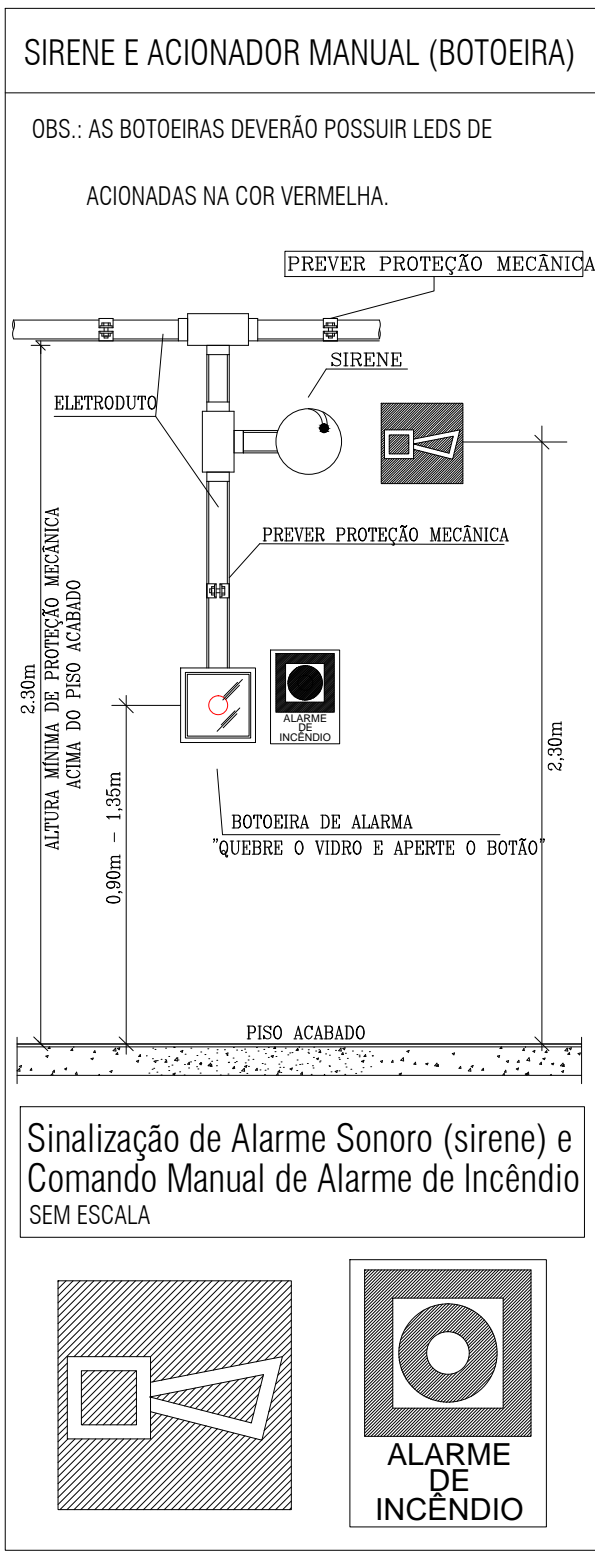 SIRENE E ACIONADOR MANUAL (BOTOEIRA)
OBS.: AS BOTOEIRAS DEVERÃO POSSUIR LEDS DE
ACIONADAS NA COR VERMELHA.
PREVER PROTEÇÃO MECÂNICA
SIRENE
ELETRODUTO
PREVER PROTEÇÃO MECÂNICA
2.30m
ALTURA MÍNIMA DE PROTEÇÃO MECÂNICA
ACIMA DO PISO ACABADO
0,90m - 1,35m
ALARME
DE
INCÊNDIO
2,30m
BOTOEIRA DE ALARMA
"QUEBRE O VIDRO E APERTE O BOTÃO"
PISO ACABADO
Sinalização de Alarme Sonoro (sirene) e
Comando Manual de Alarme de Incêndio
SEM ESCALA
ALARME
DE
INCÊNDIO